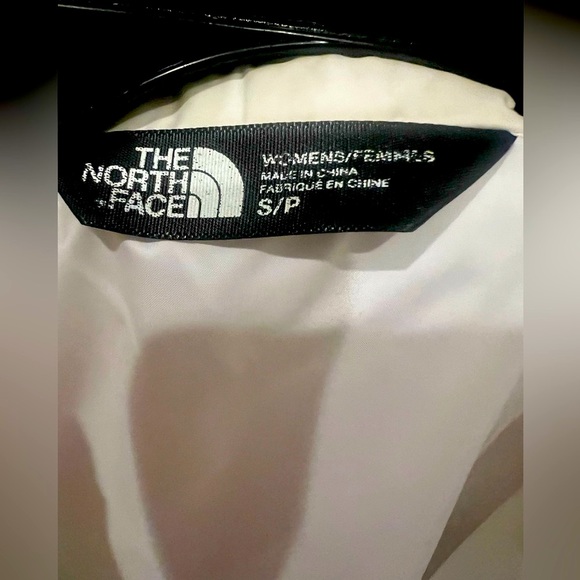 THE
NORTH
FACE
WOMENS/FEMMES
MADE IN CHINA
FABRIQUÉ EN CHINE
S/P